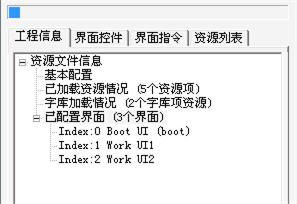 工程信息 界面控件 界面指令 资源列表
资源文件信息
基本配置
已加载资源情况 (5个资源项)
字库加载情况 (2个字库项资源)
已配置界面 (3个界面)
Index:0 Boot UI (boot)
Index:1 Work UI1
Index:2 Work UI2